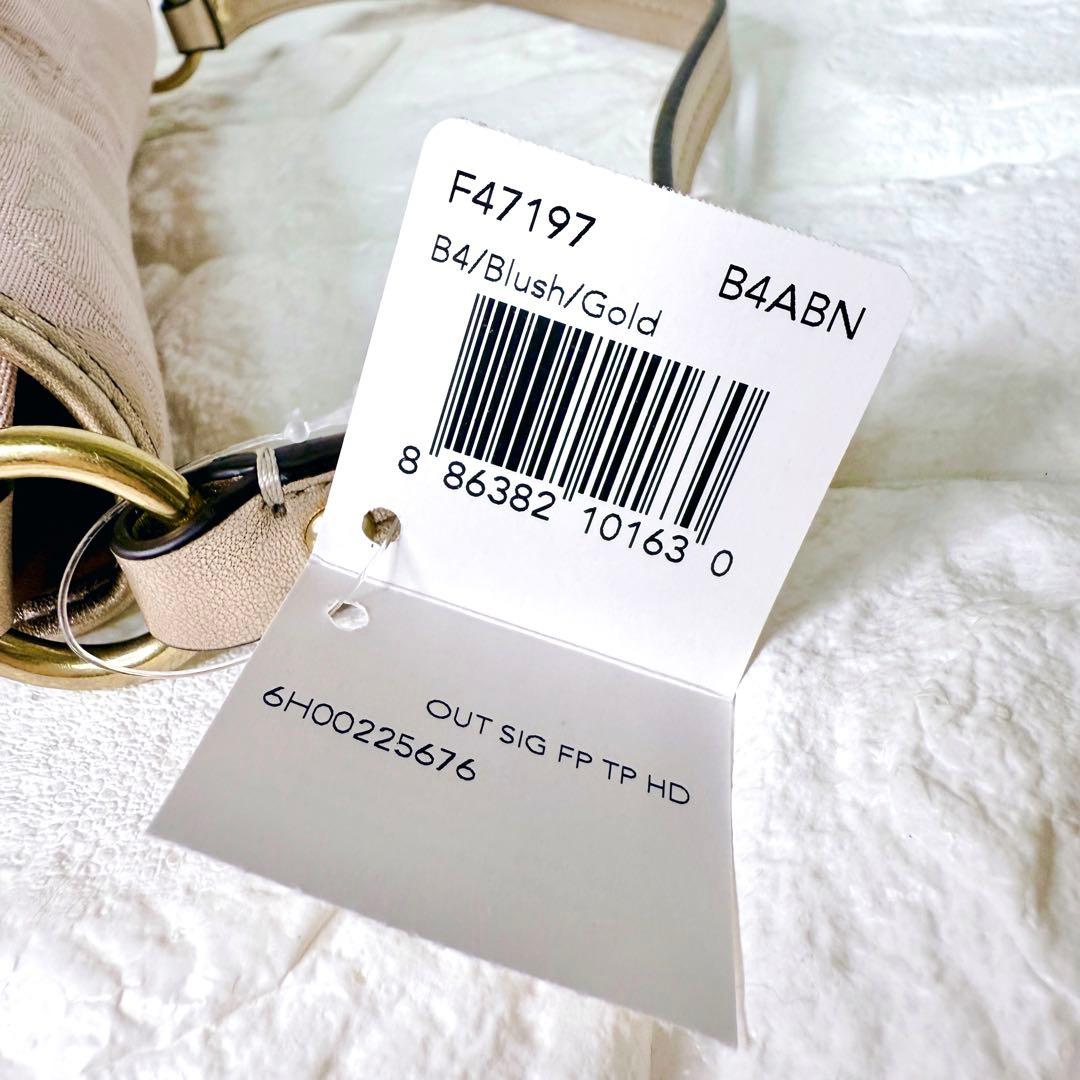 F47197
B4/Blush/Gold
B4ABN
8 86382 10163 0
OUT SIG FP TP HD
6H00225676